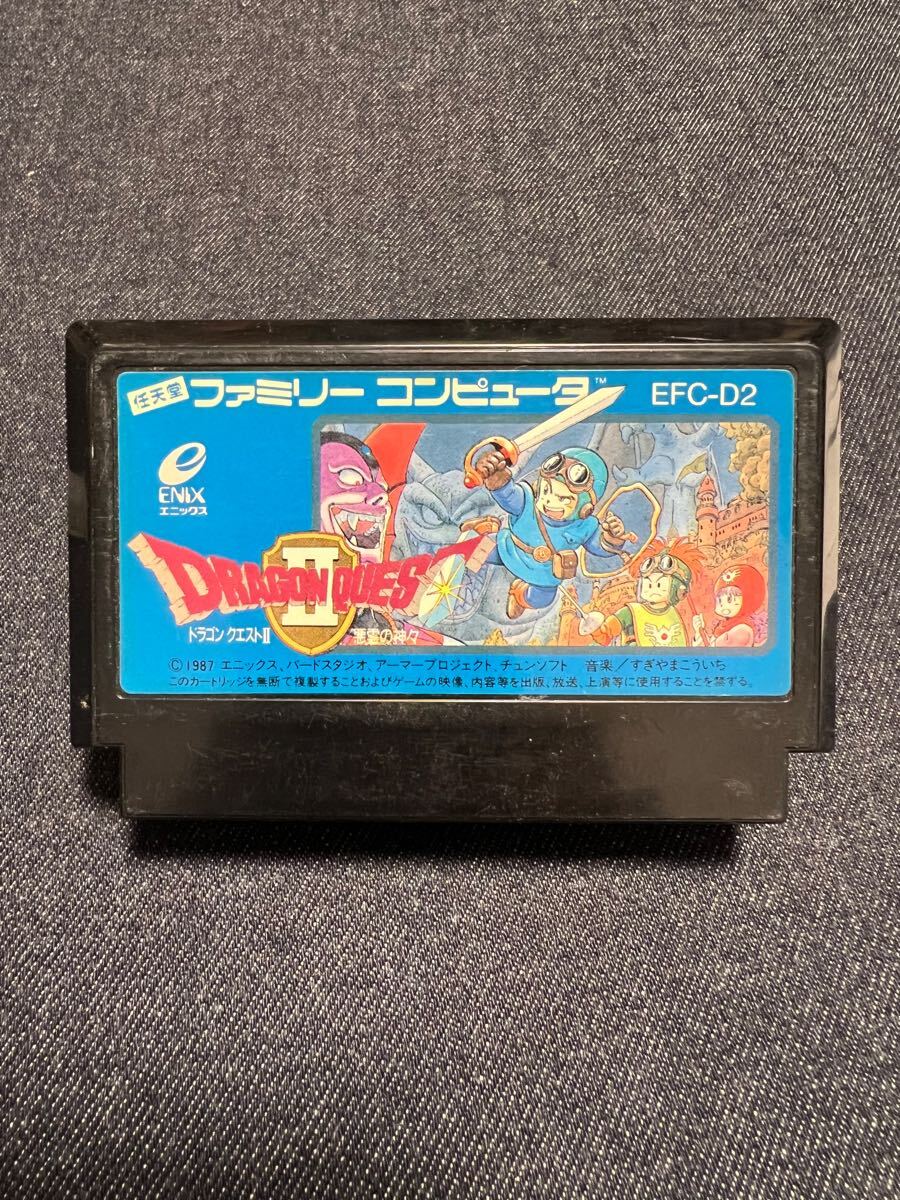 任天堂 ファミリー コンピュータ™ EFC-D2
ENIX
エニックス
DRAGON QUEST
II
ドラゴン クエストII 悪霊の神々
© 1987 エニックス、バードスタジオ、アーマープロジェクト、チュンソフト 音楽／すぎやまこういち
このカートリッジを無断で複製することおよびゲームの映像、内容等を出版、放送、上演等に使用することを禁ずる。